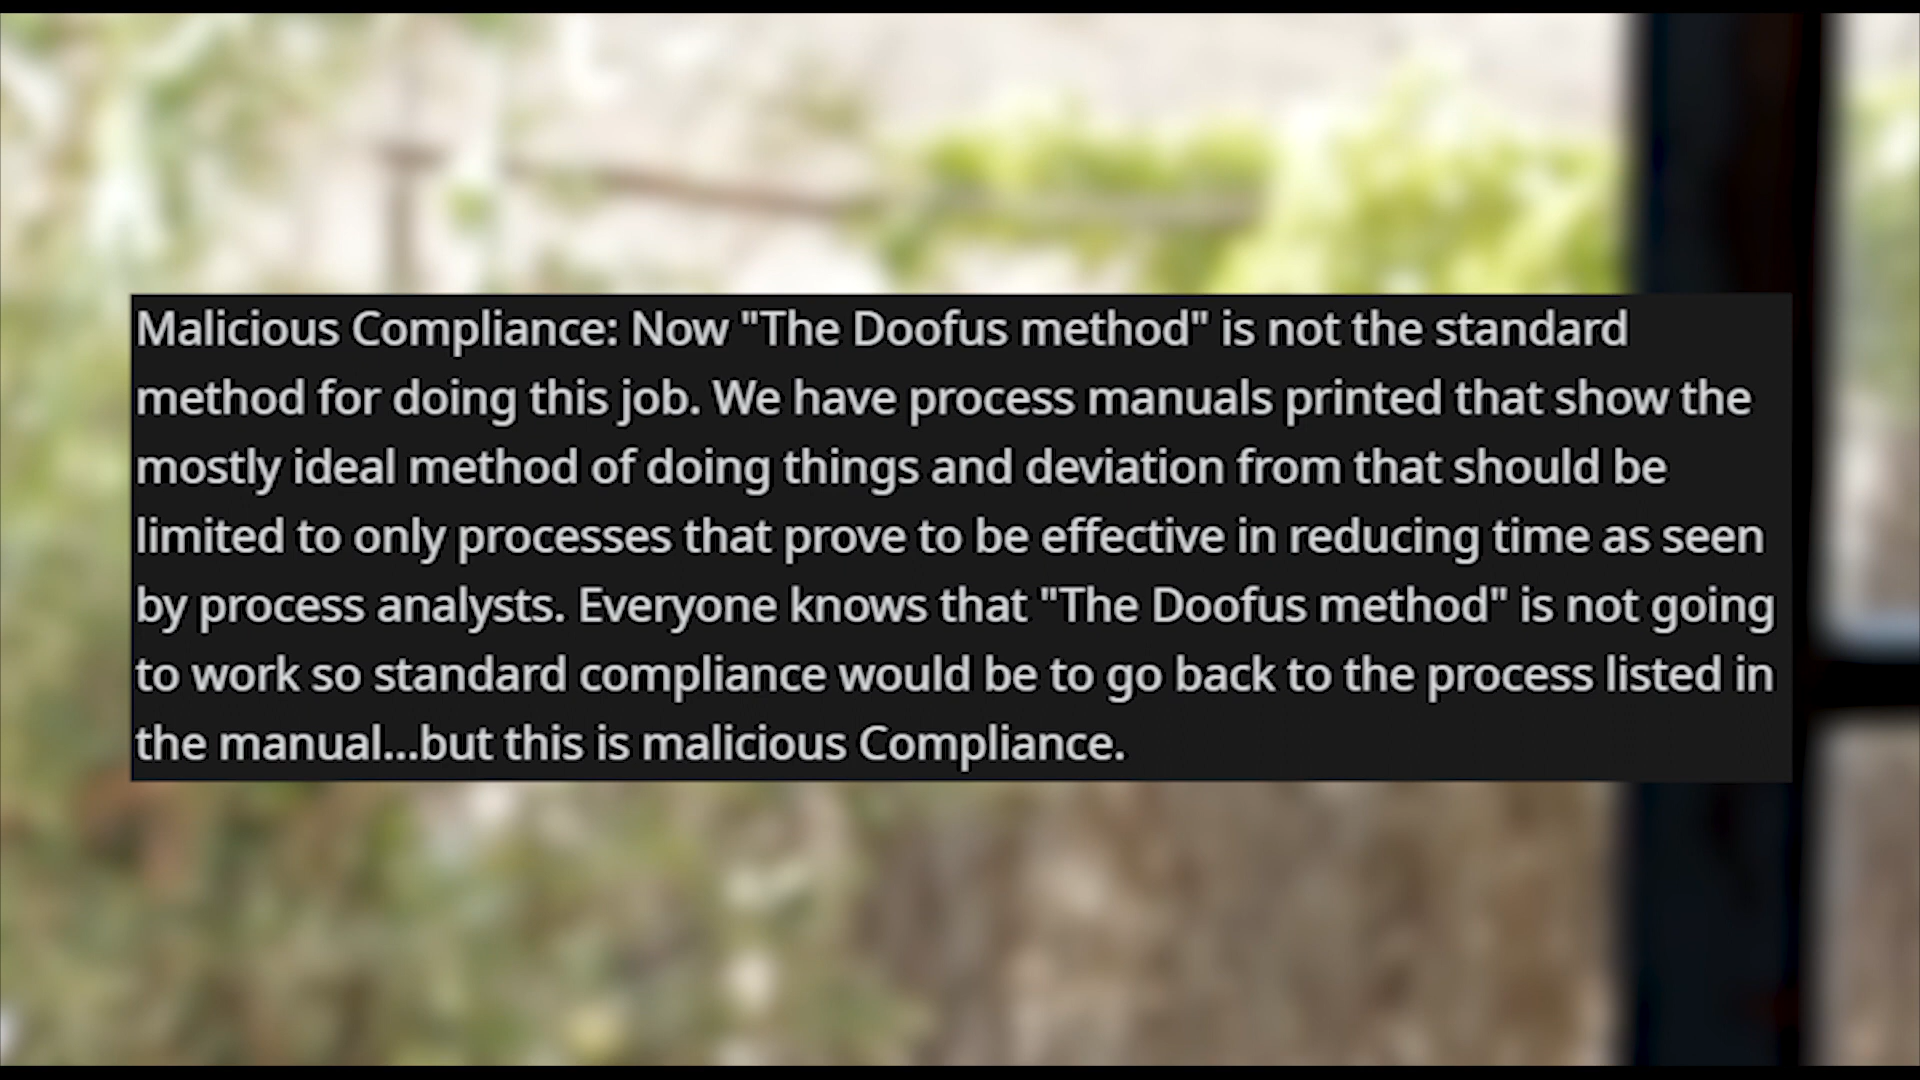 Malicious Compliance: Now "The Doofus method" is not the standard
method for doing this job. We have process manuals printed that show the
mostly ideal method of doing things and deviation from that should be
limited to only processes that prove to be effective in reducing time as seen
by process analysts. Everyone knows that "The Doofus method" is not going
to work so standard compliance would be to go back to the process listed in
the manual...but this is malicious Compliance.